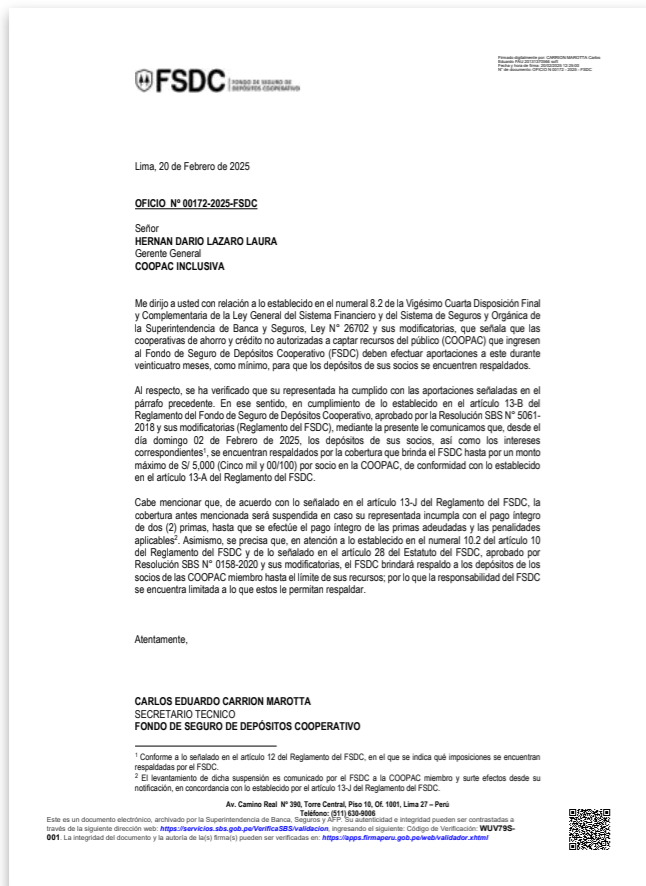 FSDC FONDO DE SEGURO DE
DEPÓSITOS COOPERATIVO
Firmado digitalmente por: CARRION MAROTTA Carlos
Fecha y hora de firma: 20/02/2025
N° de documento: OFICIO N 00172 - 2025 - FSDC
Lima, 20 de Febrero de 2025
OFICIO Nº 00172-2025-FSDC
Señor
HERNAN DARIO LAZARO LAURA
Gerente General
COOPAC INCLUSIVA
Me dirijo a usted con relación a lo establecido en el numeral 8.2 de la Vigésimo Cuarta Disposición Final
y Complementaria de la Ley General del Sistema Financiero y del Sistema de Seguros y Orgánica de
la Superintendencia de Banca y Seguros, Ley N° 26702 y sus modificatorias, que señala que las
cooperativas de ahorro y crédito no autorizadas a captar recursos del público (COOPAC) que ingresen
al Fondo de Seguro de Depósitos Cooperativo (FSDC) deben efectuar aportaciones a este durante
veinticuatro meses, como mínimo, para que los depósitos de sus socios se encuentren respaldados.
Al respecto, se ha verificado que su representada ha cumplido con las aportaciones señaladas en el
párrafo precedente. En ese sentido, en cumplimiento de lo establecido en el artículo 13-B del
Reglamento del Fondo de Seguro de Depósitos Cooperativo, aprobado por la Resolución SBS N° 5061-
2018 y sus modificatorias (Reglamento del FSDC), mediante la presente le comunicamos que, desde el
día domingo 02 de Febrero de 2025, los depósitos de sus socios, así como los intereses
correspondientes¹, se encuentran respaldados por la cobertura que brinda el FSDC hasta por un monto
máximo de S/ 5,000 (Cinco mil y 00/100) por socio en la COOPAC, de conformidad con lo establecido
en el artículo 13-A del Reglamento del FSDC.
Cabe mencionar que, de acuerdo con lo señalado en el artículo 13-J del Reglamento del FSDC, la
cobertura antes mencionada será suspendida en caso su representada incumpla con el pago íntegro
de dos (2) primas, hasta que se efectúe el pago íntegro de las primas adeudadas y las penalidades
aplicables². Asimismo, se precisa que, en atención a lo establecido en el numeral 10.2 del artículo 10
del Reglamento del FSDC y de lo señalado en el artículo 28 del Estatuto del FSDC, aprobado por
Resolución SBS N° 0158-2020 y sus modificatorias, el FSDC brindará respaldo a los depósitos de los
socios de las COOPAC miembro hasta el límite de sus recursos; por lo que la responsabilidad del FSDC
se encuentra limitada a lo que estos le permitan respaldar.
Atentamente,
CARLOS EDUARDO CARRION MAROTTA
SECRETARIO TECNICO
FONDO DE SEGURO DE DEPÓSITOS COOPERATIVO
¹ Conforme a lo señalado en el artículo 12 del Reglamento del FSDC, en el que se indica qué imposiciones se encuentran
respaldadas por el FSDC.
² El levantamiento de dicha suspensión es comunicado por el FSDC a la COOPAC miembro y surte efectos desde su
notificación, en concordancia con lo establecido por el artículo 13-J del Reglamento del FSDC.
Av. Camino Real Nº 390, Torre Central, Piso 10, Of. 1001, Lima 27 – Perú
Teléfono: (511) 630-9006
Este es un documento electrónico, archivado por la Superintendencia de Banca, Seguros y AFP. Su autenticidad e integridad pueden ser contrastadas a
través de la siguiente dirección web: https://servicios.sbs.gob.pe/VerificaSBS/validacion, ingresando el siguiente: Código de Verificación: WUV79S-
001. La integridad del documento y la autoría de la(s) firma(s) pueden ser verificadas en: https://apps.firmaperu.gob.pe/web/validador.xhtml